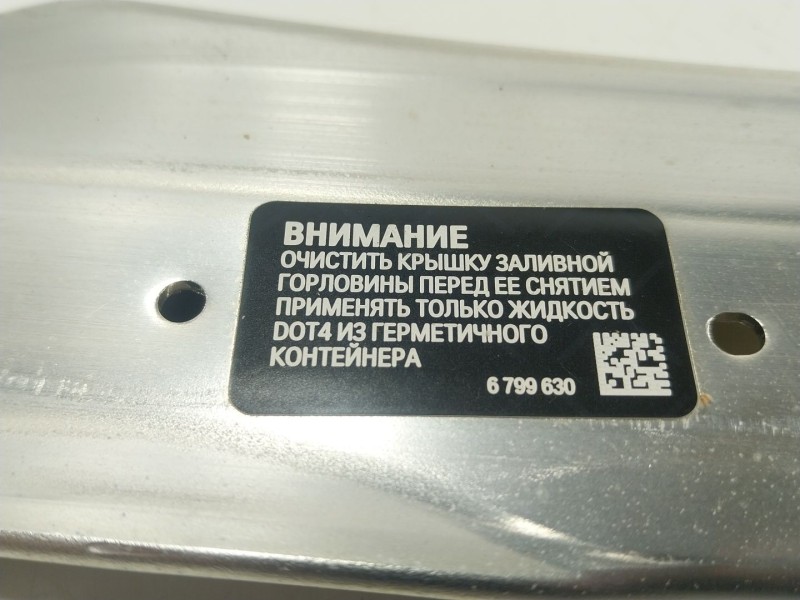 ВНИМАНИЕ
ОЧИСТИТЬ КРЫШКУ ЗАЛИВНОЙ
ГОРЛОВИНЫ ПЕРЕД ЕЕ СНЯТИЕМ
ПРИМЕНЯТЬ ТОЛЬКО ЖИДКОСТЬ
DOT4 ИЗ ГЕРМЕТИЧНОГО
КОНТЕЙНЕРА
6 799 630